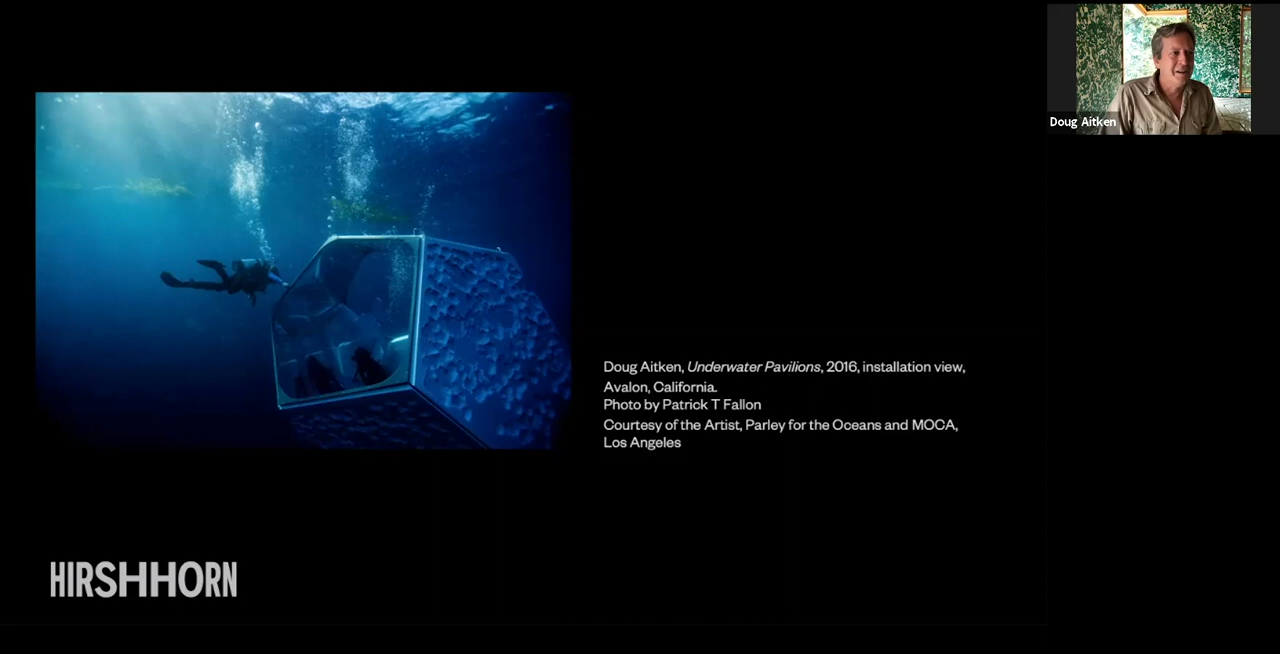 Doug Aitken
Doug Aitken, Underwater Pavilions, 2016, installation view,
Avalon, California.
Photo by Patrick T Fallon
Courtesy of the Artist, Parley for the Oceans and MOCA,
Los Angeles
HIRSHHORN